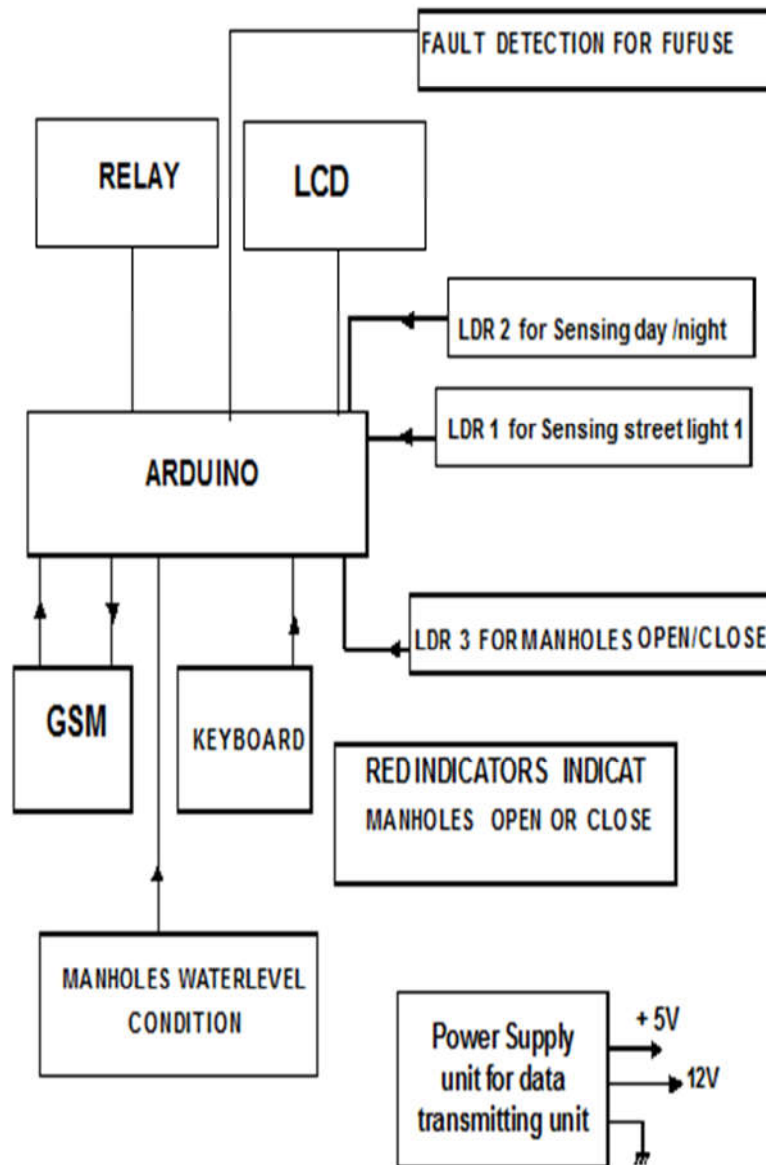 FAULT DETECTION FOR FUFUSE
RELAY
LCD
LDR 2 for Sensing day /night
LDR 1 for Sensing street light 1
ARDUINO
LDR 3 FOR MANHOLES OPEN/CLOSE
GSM
KEYBOARD
RED INDICATORS INDICAT
MANHOLES OPEN OR CLOSE
MANHOLES WATERLEVEL
CONDITION
Power Supply
unit for data
transmitting unit
+ 5V
12V